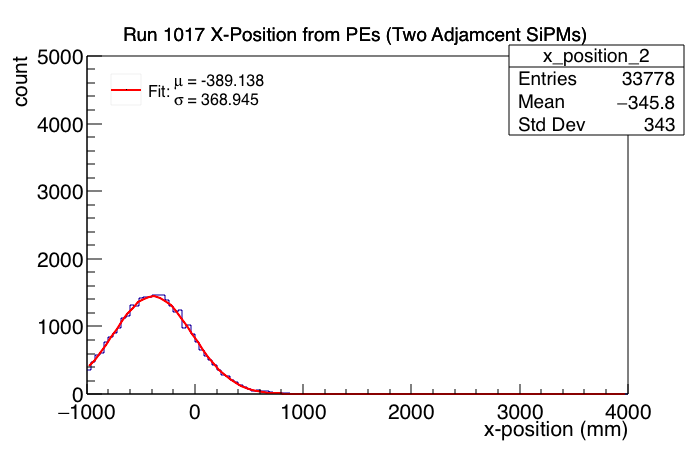 Run 1017 X-Position from PEs (Two Adjamcent SiPMs)
x_position_2
Entries 33778
Mean −345.8
Std Dev 343
Fit: μ = -389.138
σ = 368.945
count
5000
4000
3000
2000
1000
0
−1000 0 1000 2000 3000 4000
x-position (mm)